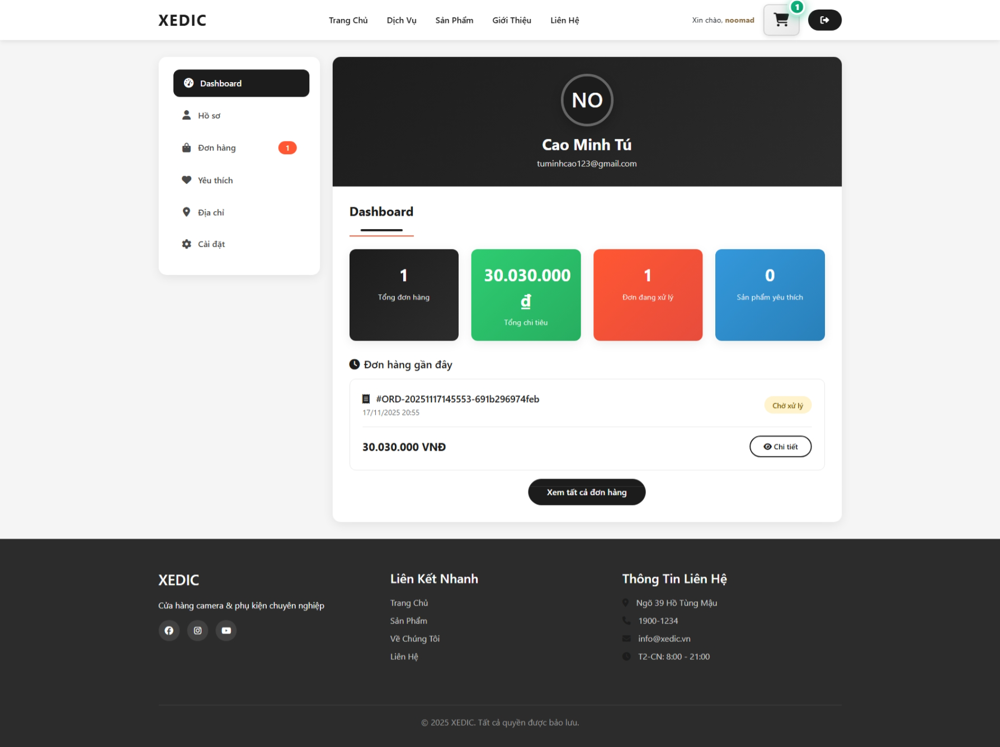 XEDIC
Trang Chủ
Dịch Vụ
Sản Phẩm
Giới Thiệu
Liên Hệ
Xin chào, noomad
1
Dashboard
Hồ sơ
Đơn hàng
1
Yêu thích
Địa chỉ
Cài đặt
NO
Cao Minh Tú
tuminhcao123@gmail.com
Dashboard
1
Tổng đơn hàng
30.030.000
₫
Tổng chi tiêu
1
Đơn đang xử lý
0
Sản phẩm yêu thích
Đơn hàng gần đây
#ORD-20251117145553-691b296974feb
17/11/2025 20:55
Chờ xử lý
30.030.000 VNĐ
Chi tiết
Xem tất cả đơn hàng
XEDIC
Cửa hàng camera & phụ kiện chuyên nghiệp
Liên Kết Nhanh
Trang Chủ
Sản Phẩm
Về Chúng Tôi
Liên Hệ
Thông Tin Liên Hệ
Ngõ 39 Hồ Tùng Mậu
1900-1234
info@xedic.vn
T2-CN: 8:00 - 21:00
© 2025 XEDIC. Tất cả quyền được bảo lưu.